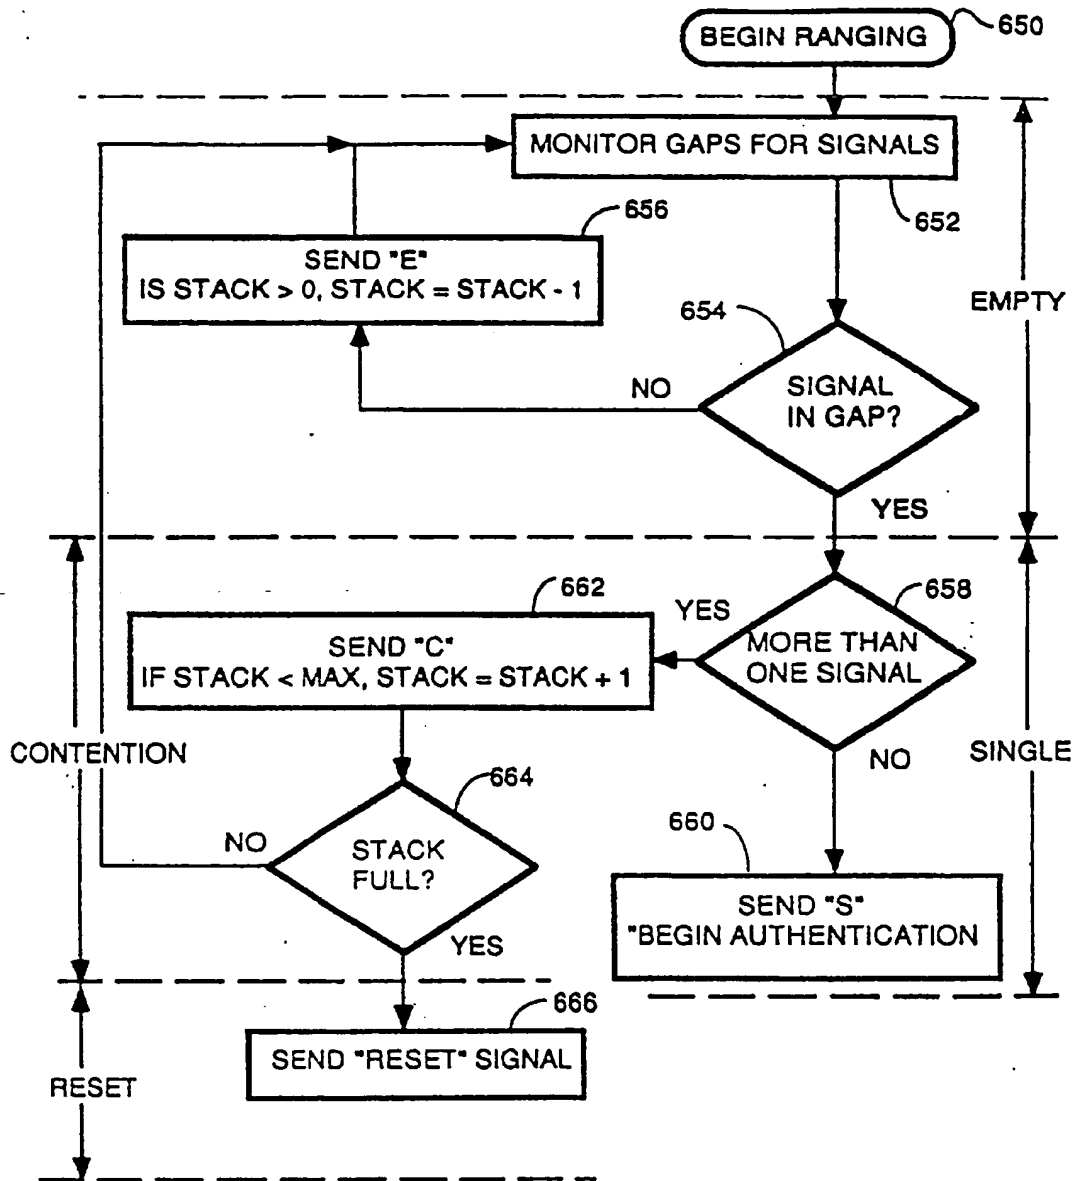 BEGIN RANGING
650
MONITOR GAPS FOR SIGNALS
652
656
SEND "E"
IS STACK > 0, STACK = STACK - 1
EMPTY
654
NO
SIGNAL
IN GAP?
YES
662
658
YES
SEND "C"
IF STACK < MAX, STACK = STACK + 1
MORE THAN
ONE SIGNAL
CONTENTION
SINGLE
NO
664
NO
STACK
FULL?
YES
660
SEND "S"
"BEGIN AUTHENTICATION
666
SEND "RESET" SIGNAL
RESET